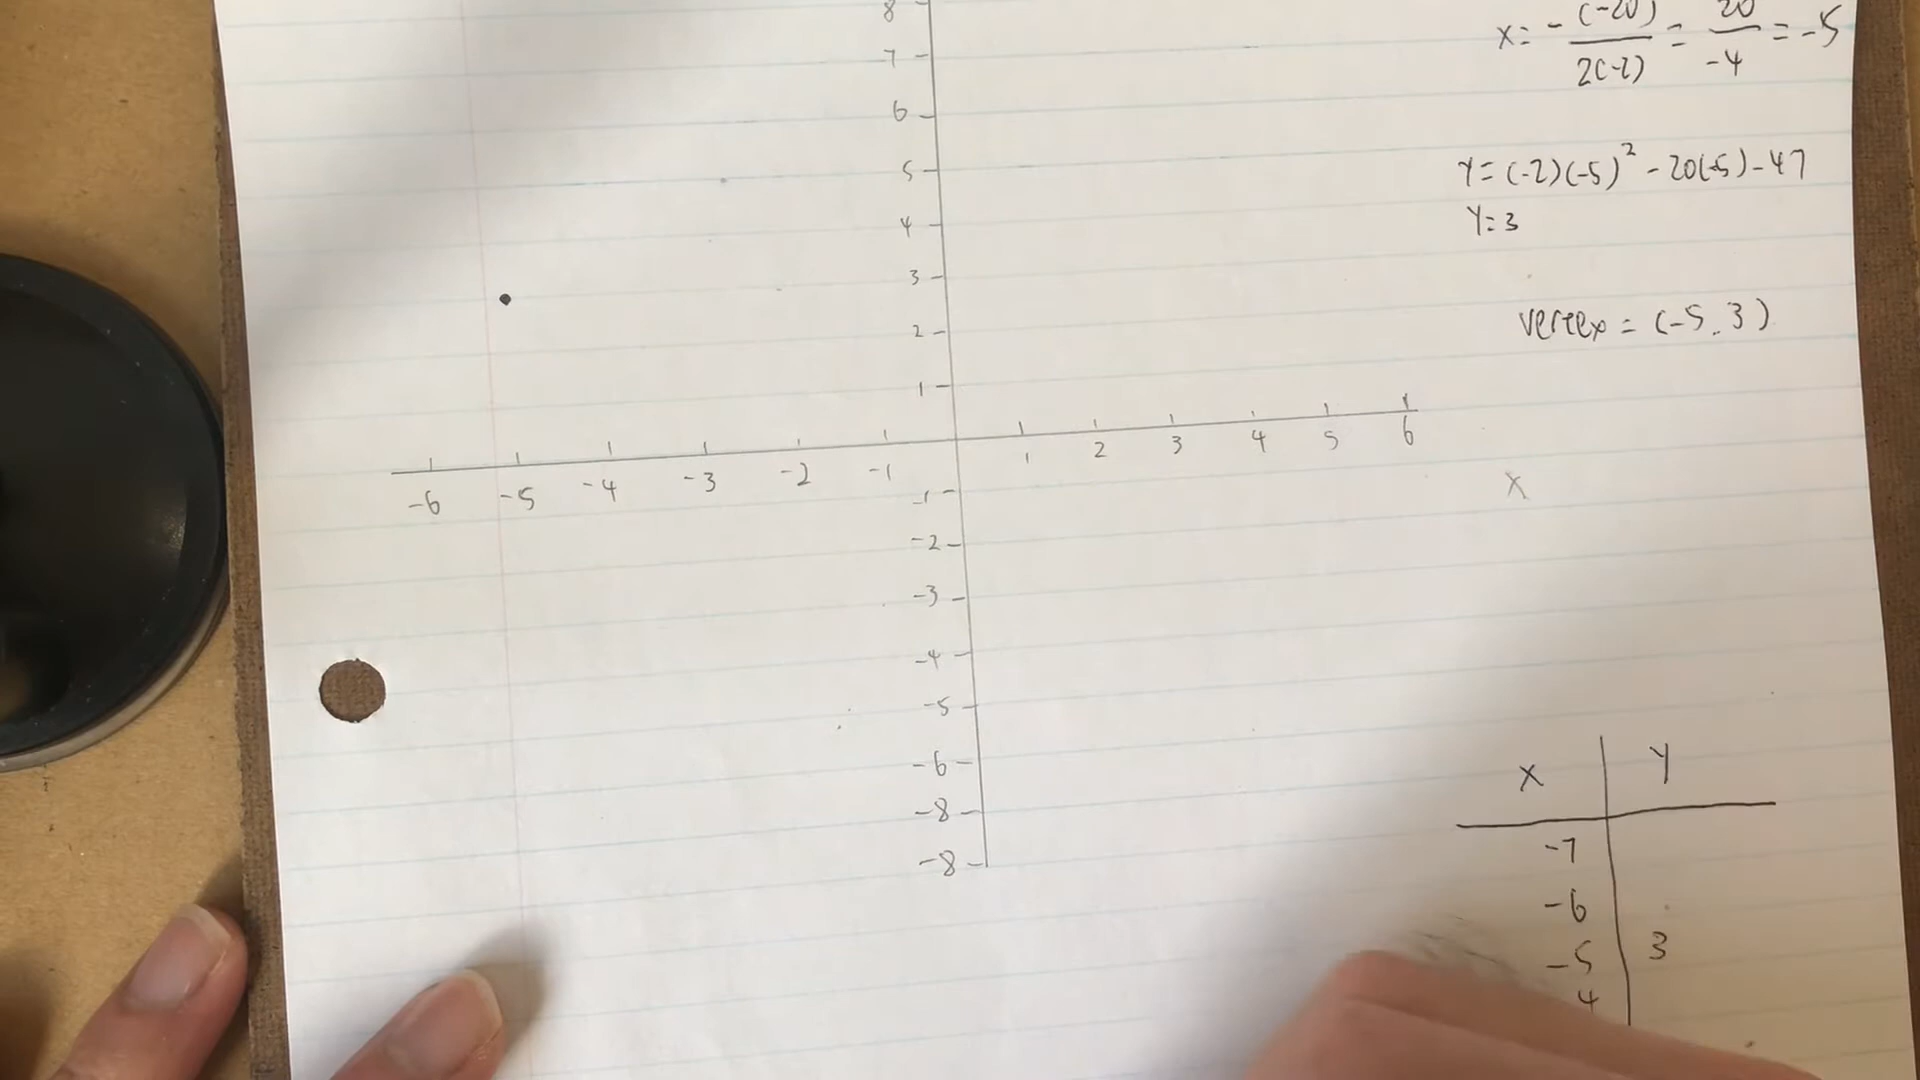 x = - (-20) / 2(-2) = 20 / -4 = -5
Y = (-2)(-5)² - 20(-5) - 47
Y = 3
vertex = (-5, 3)
8
7
6
5
4
3
2
1
-6 -5 -4 -3 -2 -1 1 2 3 4 5 6
X
-1
-2
-3
-4
-5
-6
-8
-8
X Y
-7
-6
-5 3
4